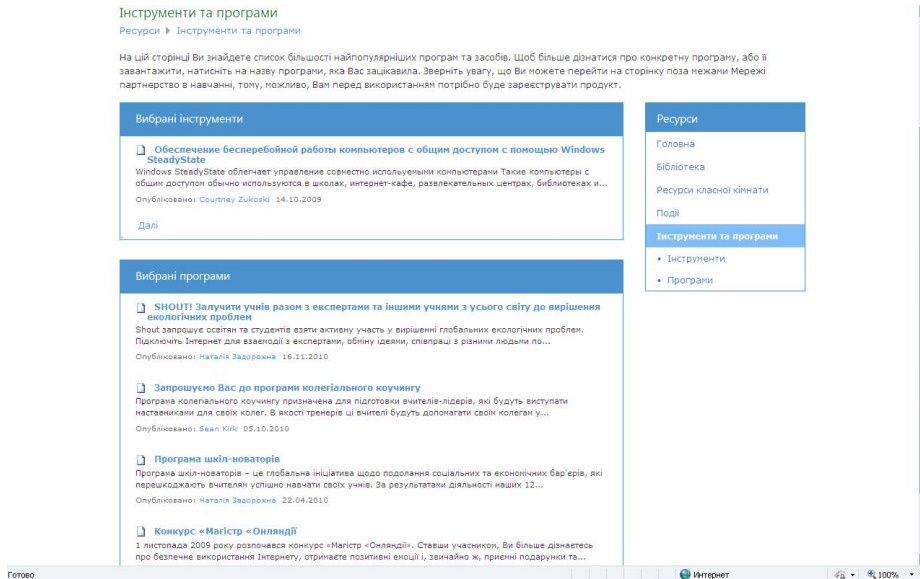 Інструменти та програми
Ресурси Інструменти та програми
На цій сторінці Ви знайдете список більшості найпопулярніших програм та засобів. Щоб більше дізнатися про конкретну програму, або її
завантажити, натисніть на назву програми, яка Вас зацікавила. Зверніть увагу, що Ви можете перейти на сторінку поза межами Мережі
партнерство в навчанні, тому, можливо, Вам перед використанням потрібно буде зареєструвати продукт.
Вибрані інструменти
Обеспечение бесперебойной работы компьютеров с общим доступом с помощью Windows
SteadyState
Windows SteadyState облегчает управление совместно используемыми компьютерами Такие компьютеры с
общим доступом обычно используются в школах, интернет-кафе, развлекательных центрах, библиотеках и...
Опубліковано: Courtney Zukoski 14.10.2009
Далі
Вибрані програми
SHOUT! Залучити учнів разом з експертами та іншими учнями з усього світу до вирішення
екологічних проблем
Shout запрошує освітян та студентів взяти активну участь у вирішенні глобальних екологічних проблем.
Підключіть Інтернет для взаємодії з експертами, обміну ідеями, співпраці з різними людьми по...
Опубліковано: Наталія Задорожна 16.11.2010
Запрошуємо Вас до програми колегіального коучингу
Програма колегіального коучингу призначена для підготовки вчителів-лідерів, які будуть виступати
наставниками для своїх колег. В якості тренерів ці вчителі будуть допомагати своїм колегам у...
Опубліковано: Sean Kirk 05.10.2010
Програма шкіл-новаторів
Програма шкіл-новаторів – це глобальна ініціатива щодо подолання соціальних та економічних бар'єрів, які
перешкоджають вчителям успішно навчати своїх учнів. За результатами діяльності наших 12...
Опубліковано: Наталія Задорожна 22.04.2010
Конкурс «Магістр «Онляндії
1 листопада 2009 року розпочався конкурс «Магістр «Онляндії». Ставши учасником, Ви більше дізнаєтесь
про безпечне використання Інтернету, отримаєте позитивні емоції і, звичайно ж, приємні подарунки та...
Ресурси
Головна
Бібліотека
Ресурси класної кімнати
Події
Інструменти та програми
• Інструменти
• Програми
Готово
Интернет
100%